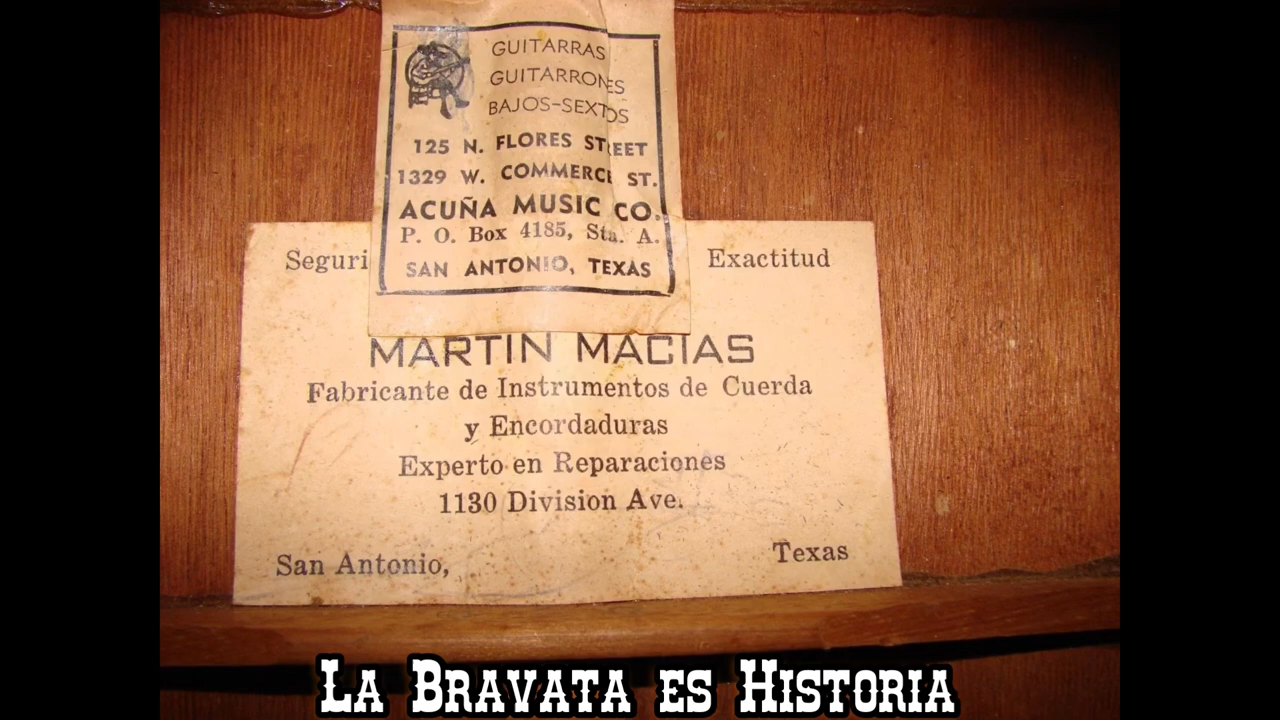 GUITARRAS
GUITARRONES
BAJOS-SEXTOS
125 N. FLORES STREET
1329 W. COMMERCE ST.
ACUÑA MUSIC CO.
P. O. Box 4185, Sta. A.
SAN ANTONIO, TEXAS
Seguri Exactitud
MARTIN MACIAS
Fabricante de Instrumentos de Cuerda
y Encordaduras
Experto en Reparaciones
1130 Division Ave.
San Antonio, Texas
LA BRAVATA ES HISTORIA